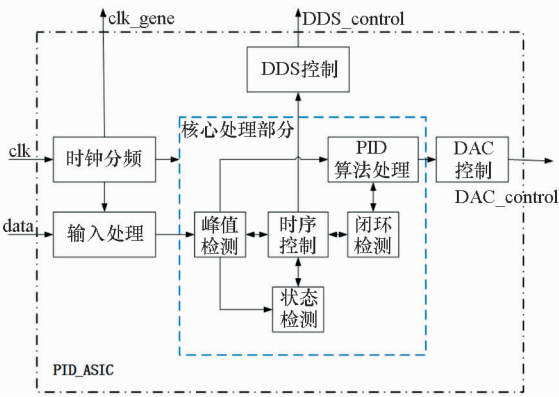 clk_gene
DDS_control
DDS控制
核心处理部分
clk
时钟分频
PID
算法处理
DAC
控制
DAC_control
data
输入处理
峰值
检测
时序
控制
闭环
检测
状态
检测
PID_ASIC